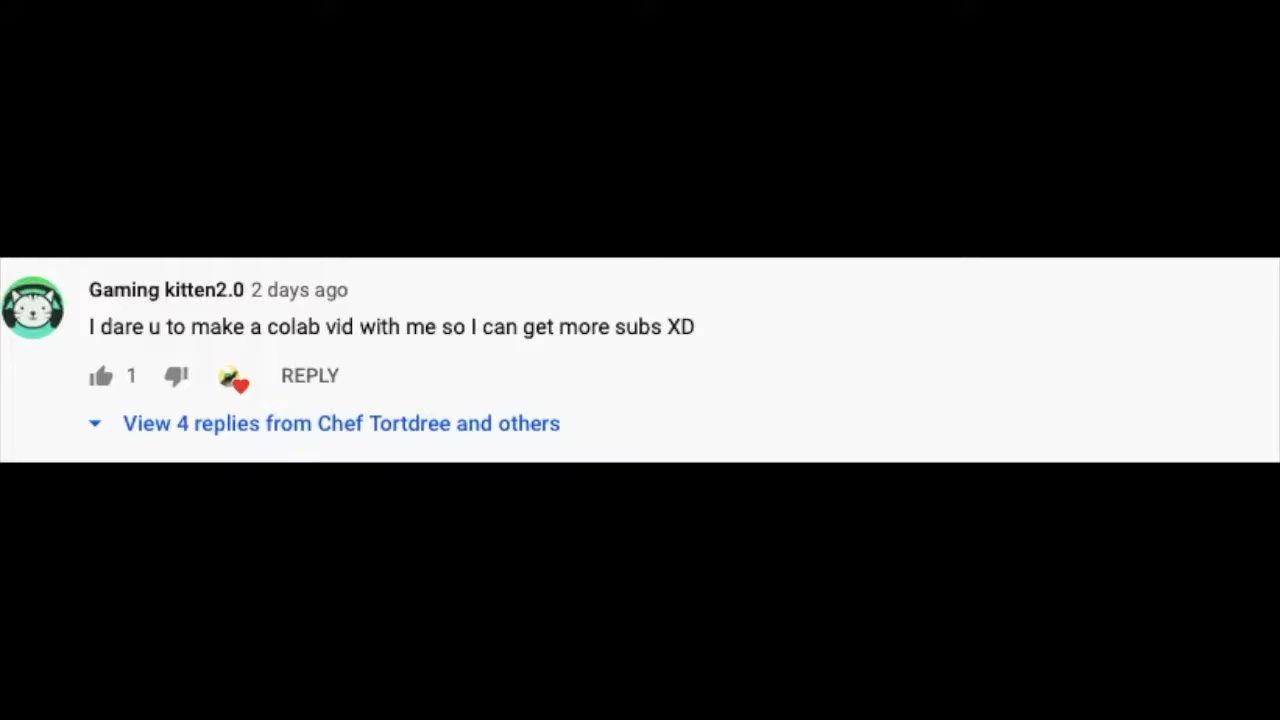 Gaming kitten2.0 2 days ago
I dare u to make a colab vid with me so I can get more subs XD
1 REPLY
View 4 replies from Chef Tortdree and others